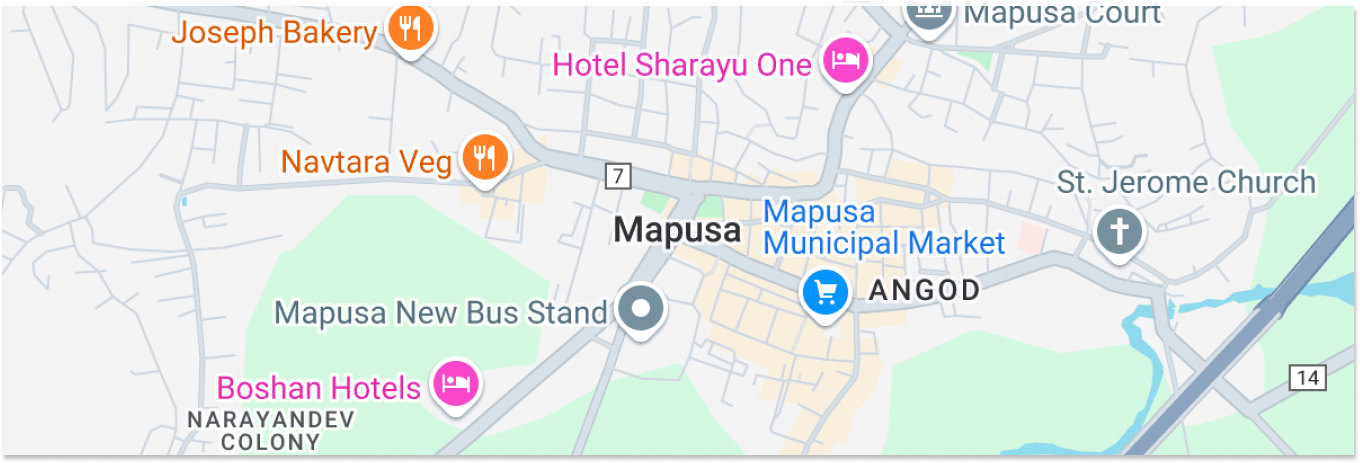 Mapusa Court
Joseph Bakery
Hotel Sharayu One
Navtara Veg
7
St. Jerome Church
Mapusa
Mapusa
Municipal Market
ANGOD
Mapusa New Bus Stand
Boshan Hotels
14
NARAYANDEV
COLONY